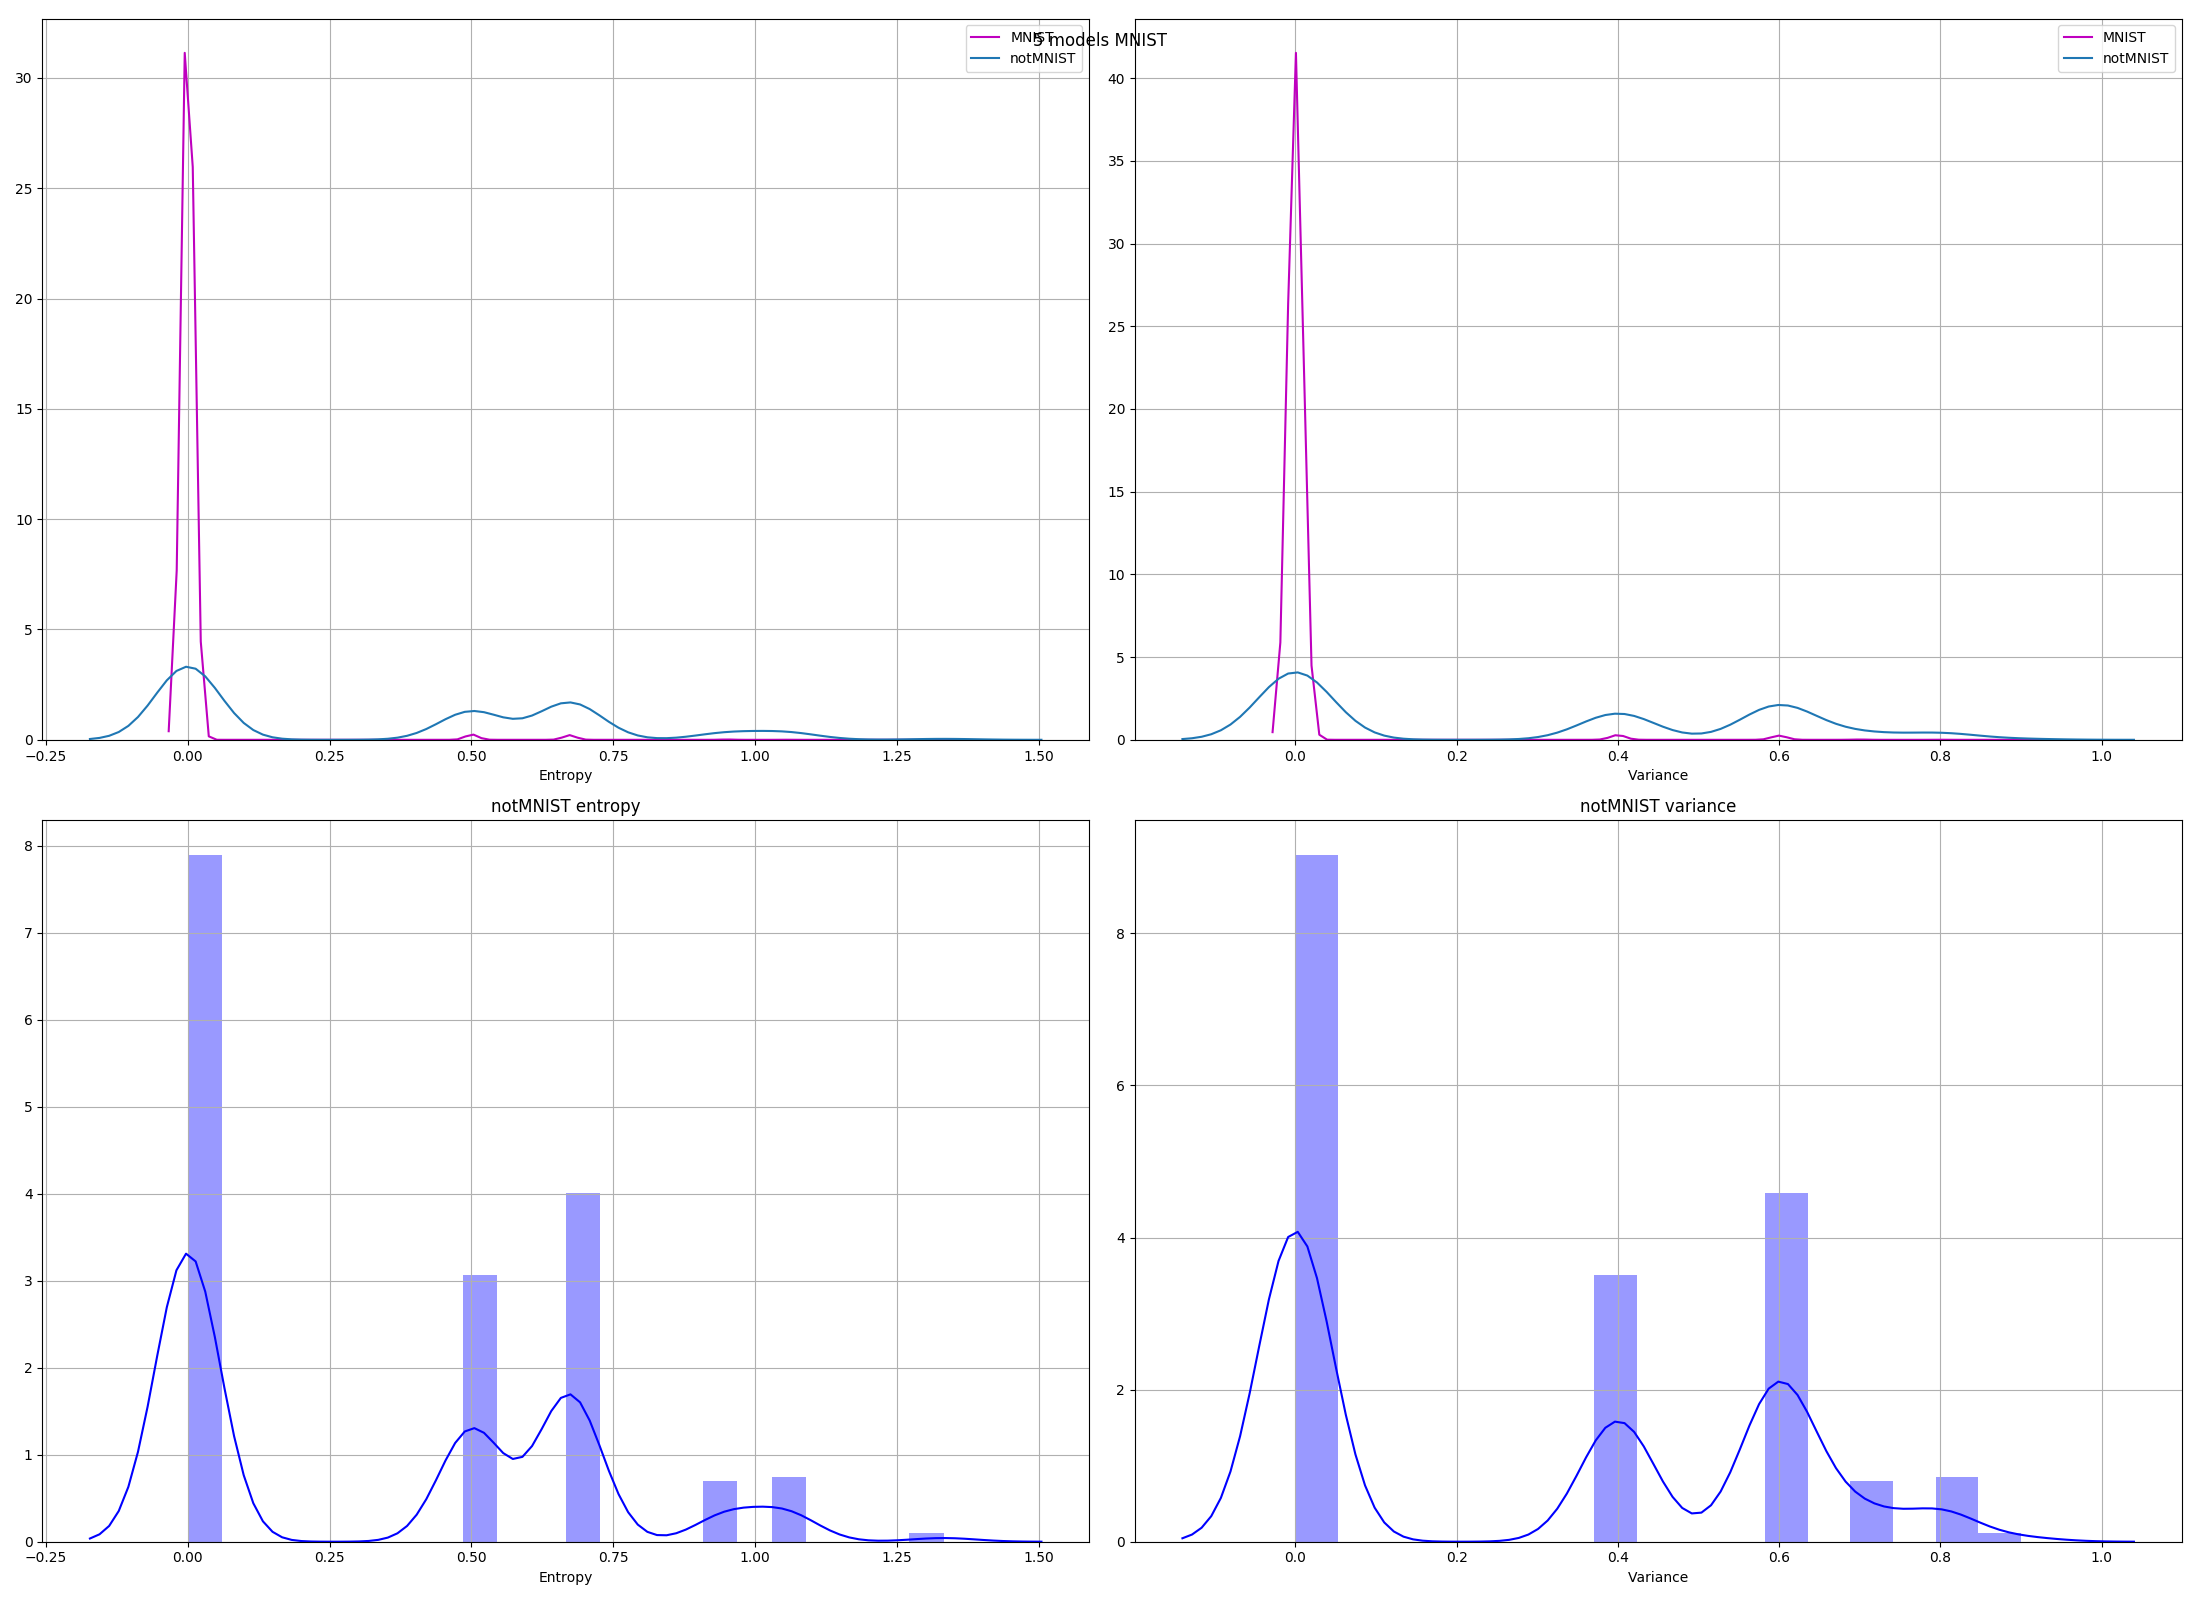 5 models MNIST
MNIST
notMNIST
30
25
20
15
10
5
0
−0.25 0.00 0.25 0.50 0.75 1.00 1.25 1.50
Entropy
MNIST
notMNIST
40
35
30
25
20
15
10
5
0
0.0 0.2 0.4 0.6 0.8 1.0
Variance
notMNIST entropy
8
7
6
5
4
3
2
1
0
−0.25 0.00 0.25 0.50 0.75 1.00 1.25 1.50
Entropy
notMNIST variance
8
6
4
2
0
0.0 0.2 0.4 0.6 0.8 1.0
Variance